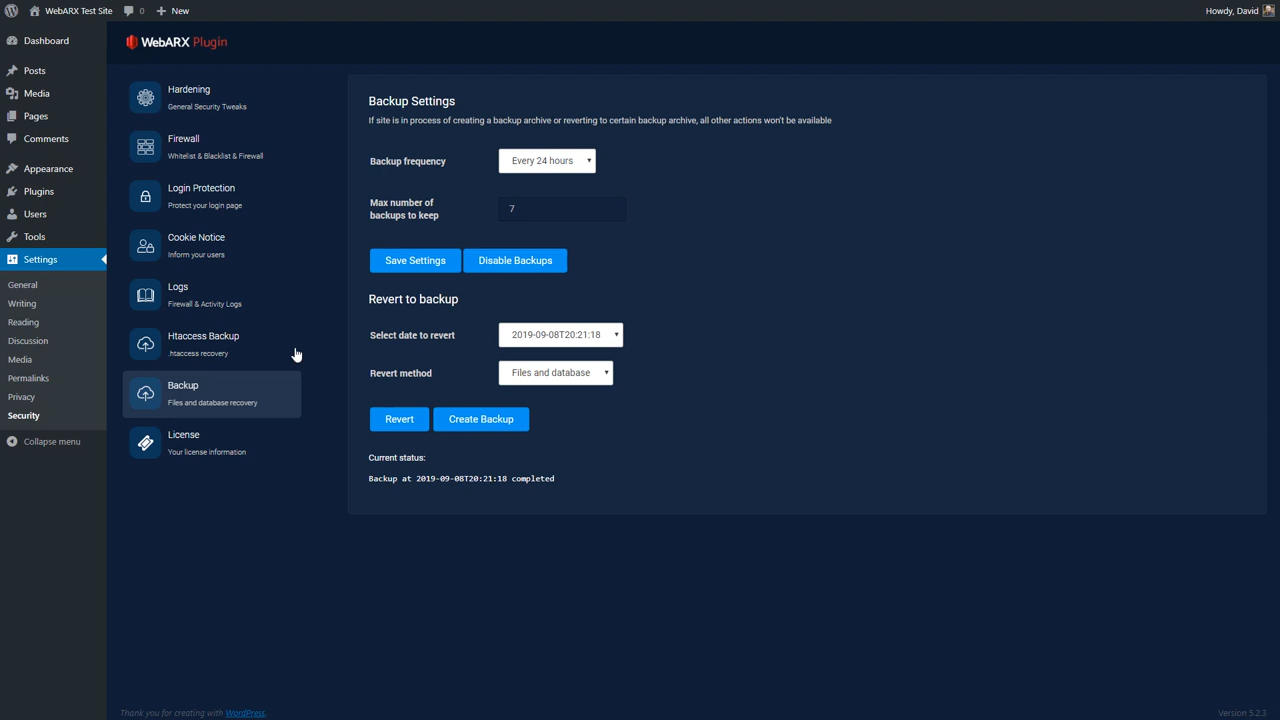 WebARX Test Site
0
New
Howdy, David
Dashboard
Posts
Media
Pages
Comments
Appearance
Plugins
Users
Tools
Settings
General
Writing
Reading
Discussion
Media
Permalinks
Privacy
Security
Collapse menu
WebARX Plugin
Hardening
General Security Tweaks
Firewall
Whitelist & Blacklist & Firewall
Login Protection
Protect your login page
Cookie Notice
Inform your users
Logs
Firewall & Activity Logs
Htaccess Backup
.htaccess recovery
Backup
Files and database recovery
License
Your license information
Backup Settings
If site is in process of creating a backup archive or reverting to certain backup archive, all other actions won't be available
Backup frequency
Every 24 hours
Max number of
backups to keep
7
Save Settings
Disable Backups
Revert to backup
Select date to revert
2019-09-08T20:21:18
Revert method
Files and database
Revert
Create Backup
Current status:
Backup at 2019-09-08T20:21:18 completed
Thank you for creating with WordPress.
Version 5.2.3